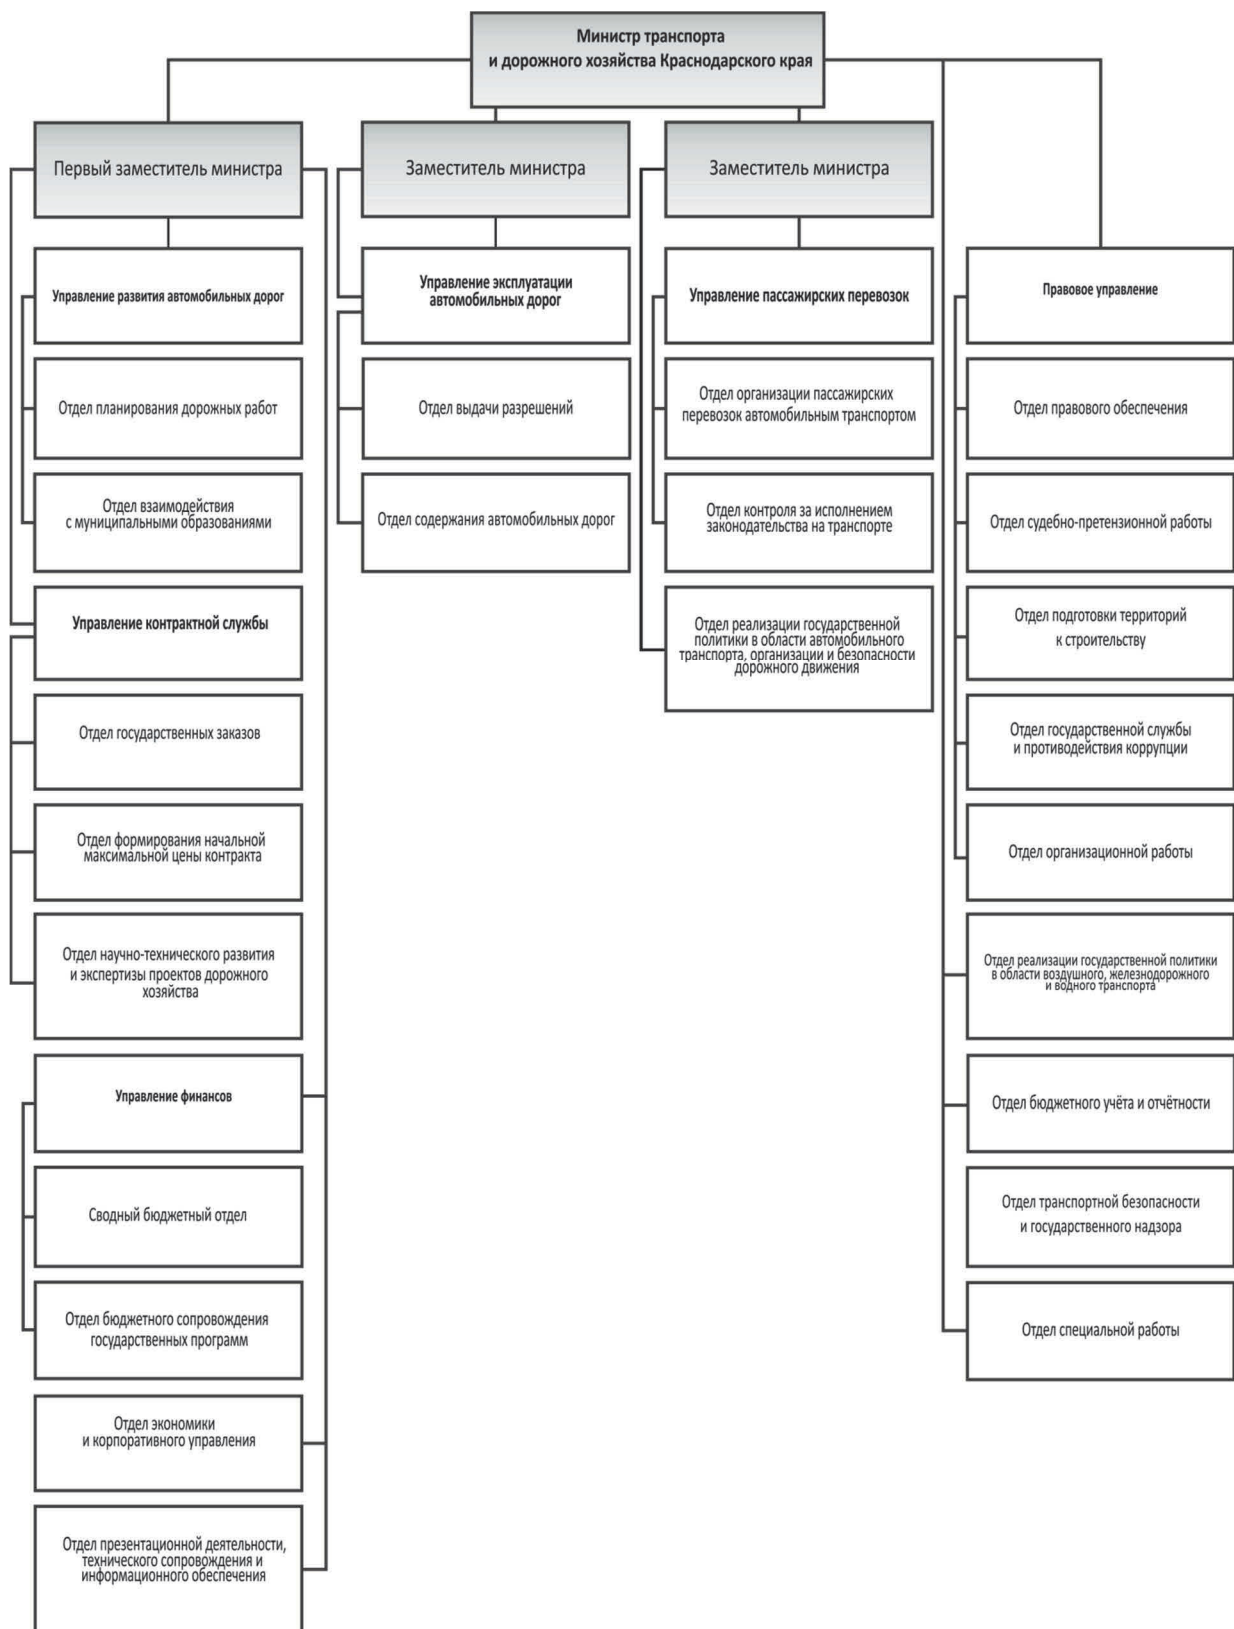 Министр транспорта
и дорожного хозяйства Краснодарского края
Первый заместитель министра
Заместитель министра
Заместитель министра
Управление развития автомобильных дорог
Отдел планирования дорожных работ
Отдел взаимодействия
с муниципальными образованиями
Управление контрактной службы
Отдел государственных заказов
Отдел формирования начальной
максимальной цены контракта
Отдел научно-технического развития
и экспертизы проектов дорожного
хозяйства
Управление финансов
Сводный бюджетный отдел
Отдел бюджетного сопровождения
государственных программ
Отдел экономики
и корпоративного управления
Отдел презентационной деятельности,
технического сопровождения и
информационного обеспечения
Управление эксплуатации
автомобильных дорог
Отдел выдачи разрешений
Отдел содержания автомобильных дорог
Управление пассажирских перевозок
Отдел организации пассажирских
перевозок автомобильным транспортом
Отдел контроля за исполнением
законодательства на транспорте
Отдел реализации государственной
политики в области автомобильного
транспорта, организации и безопасности
дорожного движения
Правовое управление
Отдел правового обеспечения
Отдел судебно-претензионной работы
Отдел подготовки территорий
к строительству
Отдел государственной службы
и противодействия коррупции
Отдел организационной работы
Отдел реализации государственной политики
в области воздушного, железнодорожного
и водного транспорта
Отдел бюджетного учёта и отчётности
Отдел транспортной безопасности
и государственного надзора
Отдел специальной работы